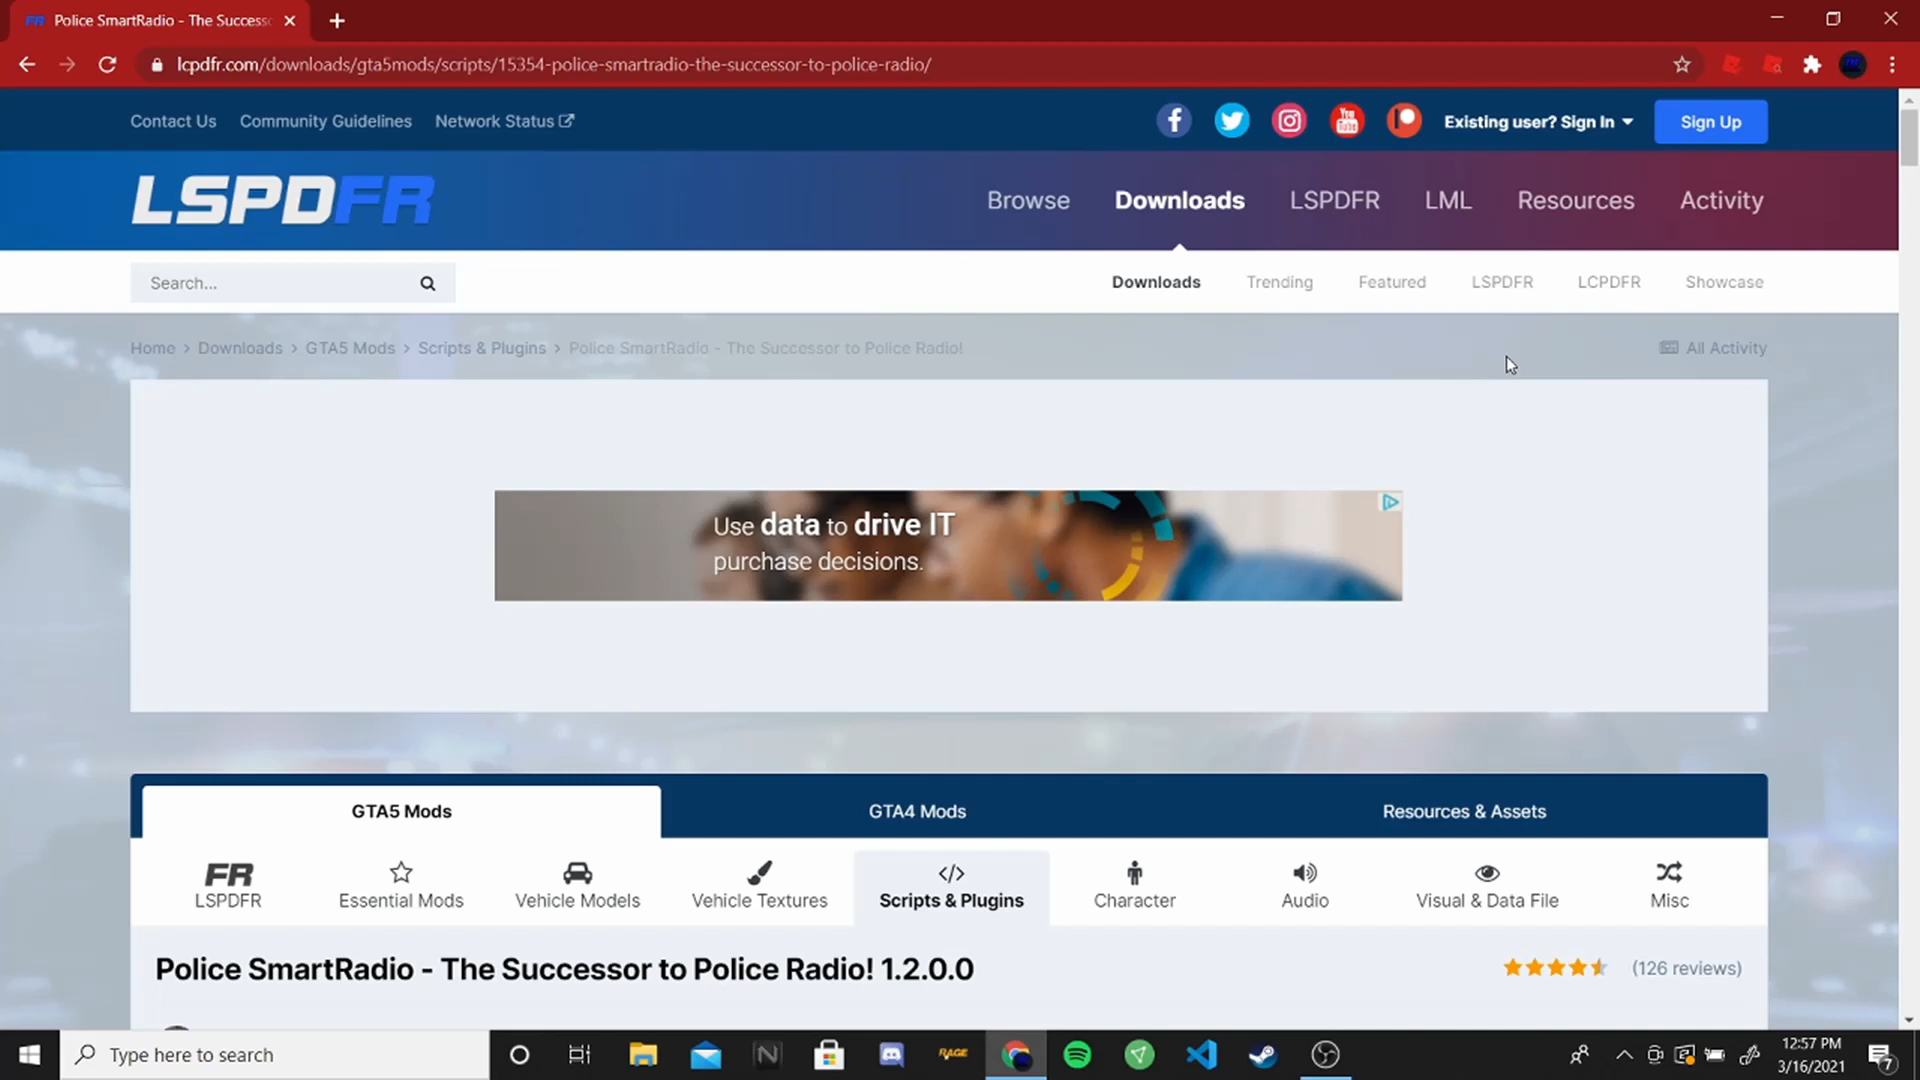 FR Police SmartRadio - The Success
lcpdfr.com/downloads/gta5mods/scripts/15354-police-smartradio-the-successor-to-police-radio/
Contact Us Community Guidelines Network Status
Existing user? Sign In Sign Up
LSPDFR
Browse Downloads LSPDFR LML Resources Activity
Search...
Downloads Trending Featured LSPDFR LCPDFR Showcase
Home > Downloads > GTA5 Mods > Scripts & Plugins > Police SmartRadio - The Successor to Police Radio!
All Activity
Use data to drive IT
purchase decisions.
GTA5 Mods GTA4 Mods Resources & Assets
FR
LSPDFR Essential Mods Vehicle Models Vehicle Textures Scripts & Plugins Character Audio Visual & Data File Misc
Police SmartRadio - The Successor to Police Radio! 1.2.0.0
(126 reviews)
Type here to search
RAGE
12:57 PM
3/16/2021
7